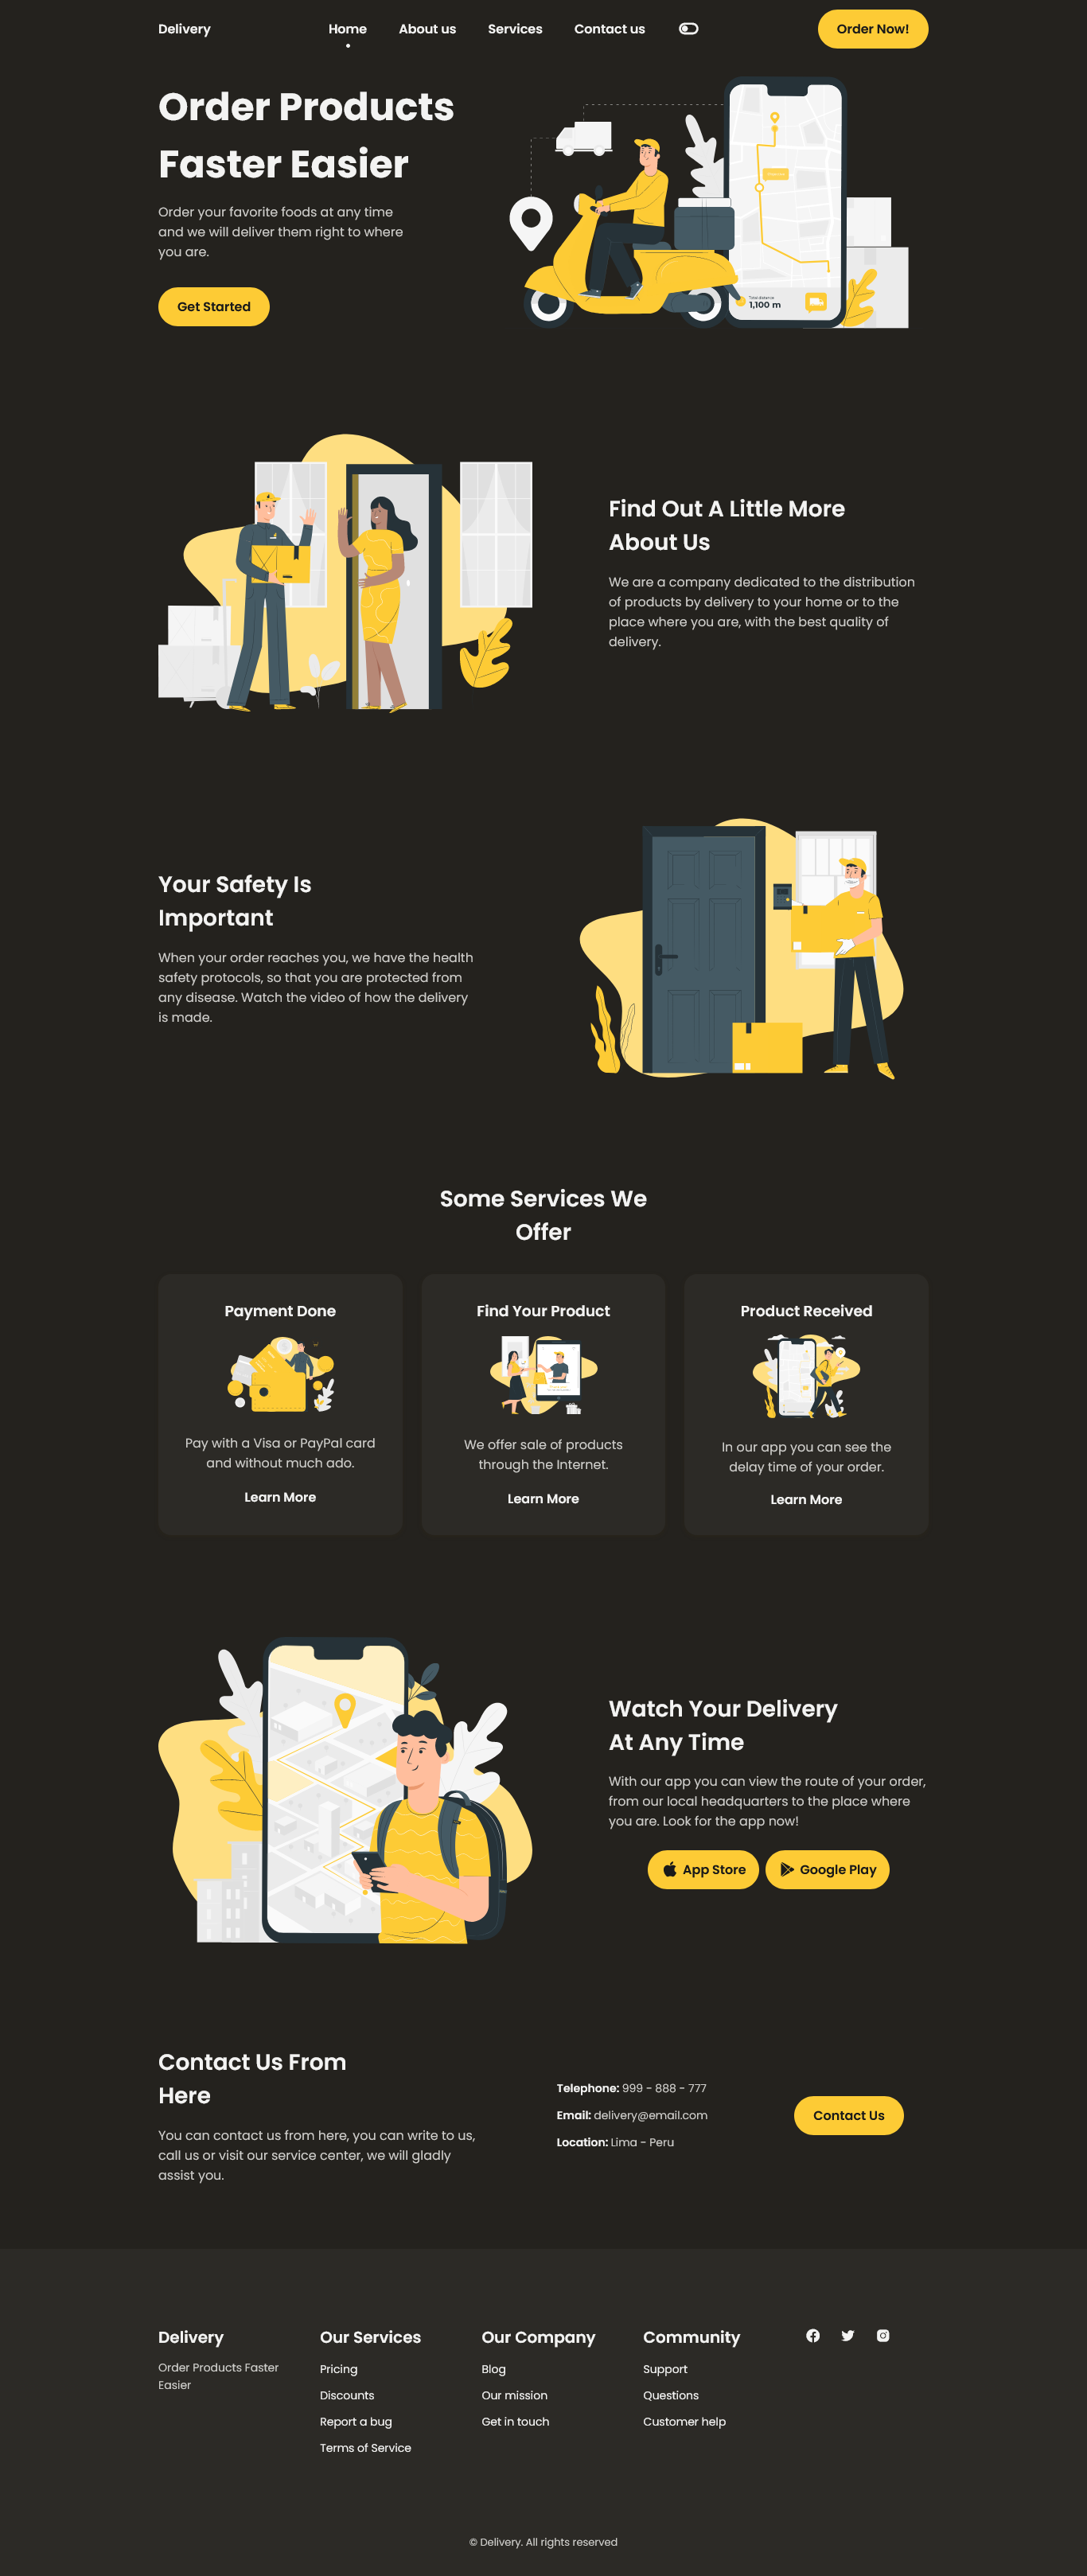 Delivery
Home
About us
Services
Contact us
Order Now!
Order Products
Faster Easier
Order your favorite foods at any time
and we will deliver them right to where
you are.
Get Started
Total distance
1,100 m
Find Out A Little More
About Us
We are a company dedicated to the distribution
of products by delivery to your home or to the
place where you are, with the best quality of
delivery.
Your Safety Is
Important
When your order reaches you, we have the health
safety protocols, so that you are protected from
any disease. Watch the video of how the delivery
is made.
Some Services We
Offer
Payment Done
Pay with a Visa or PayPal card
and without much ado.
Learn More
Find Your Product
We offer sale of products
through the Internet.
Learn More
Product Received
In our app you can see the
delay time of your order.
Learn More
Watch Your Delivery
At Any Time
With our app you can view the route of your order,
from our local headquarters to the place where
you are. Look for the app now!
App Store
Google Play
Contact Us From
Here
You can contact us from here, you can write to us,
call us or visit our service center, we will gladly
assist you.
Telephone: 999 - 888 - 777
Email: delivery@email.com
Location: Lima - Peru
Contact Us
Delivery
Order Products Faster
Easier
Our Services
Pricing
Discounts
Report a bug
Terms of Service
Our Company
Blog
Our mission
Get in touch
Community
Support
Questions
Customer help
© Delivery. All rights reserved